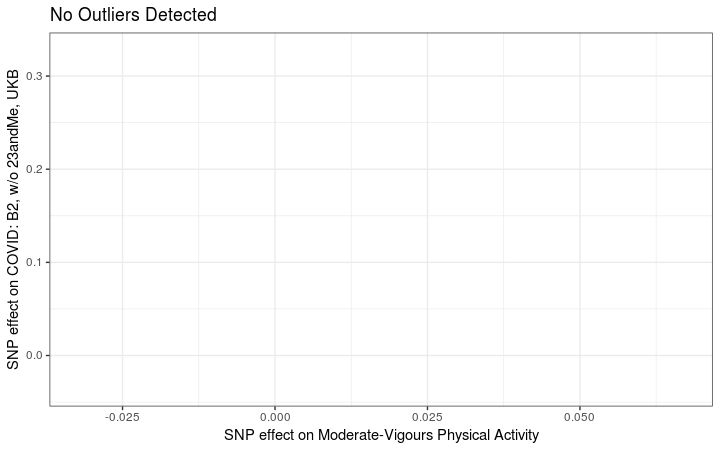 No Outliers Detected
SNP effect on COVID: B2, w/o 23andMe, UKB
0.3
0.2
0.1
0.0
-0.025
0.000
0.025
0.050
SNP effect on Moderate-Vigours Physical Activity